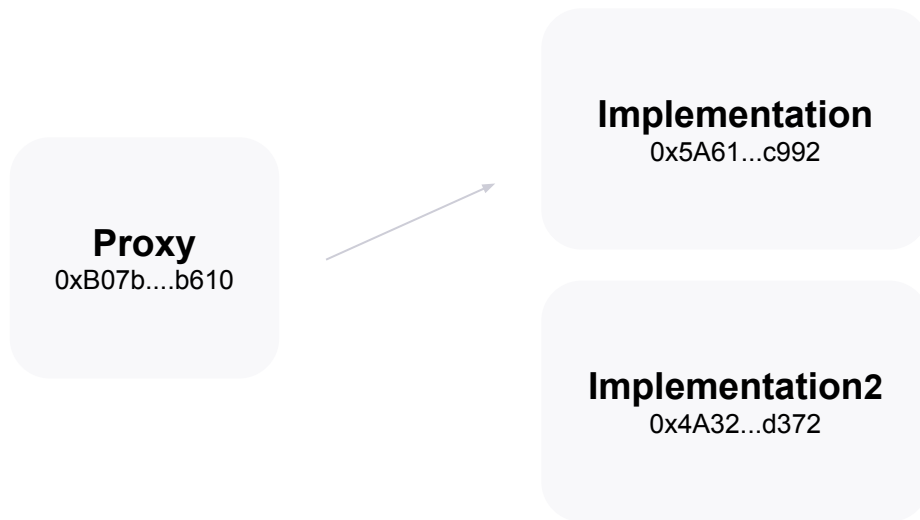 Implementation
0x5A61...c992
Proxy
0xB07b....b610
Implementation2
0x4A32...d372